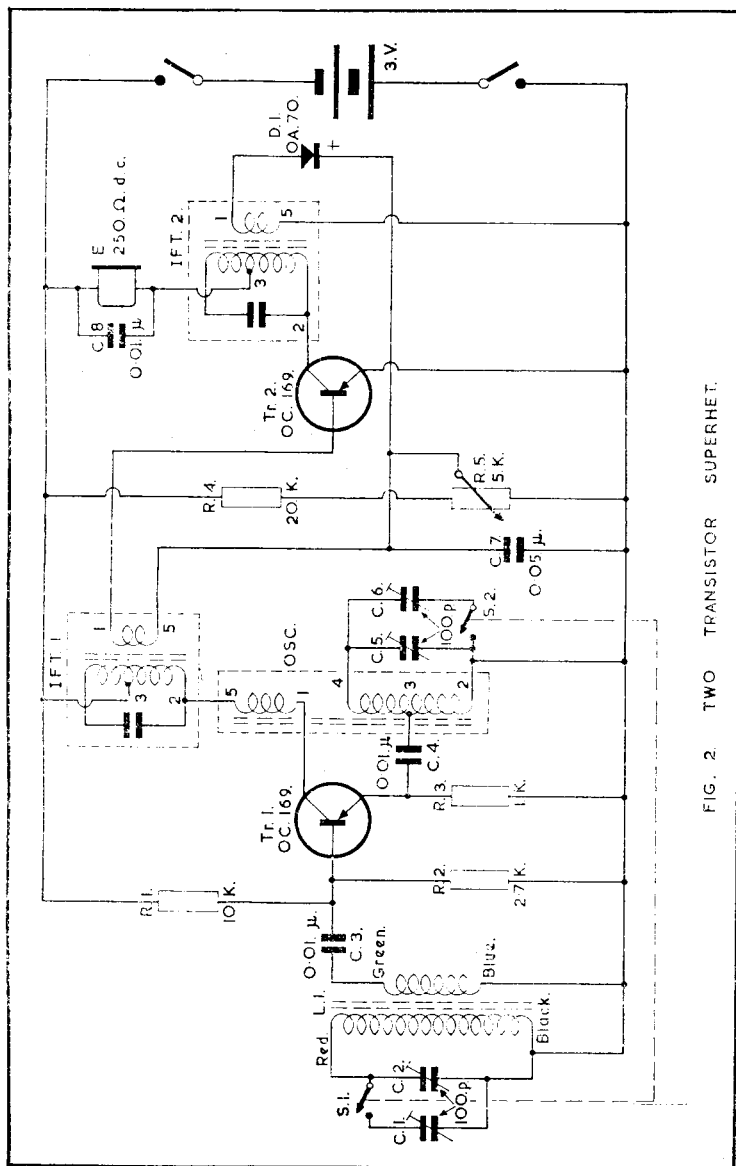 3.V.
D.1.
OA.70.
+
E
250.Ω. d.c.
C.8
0·01.μ
I.F.T. 2.
1
5
3
2
Tr. 2.
OC. 169.
R.4.
20.K.
R.5.
5.K.
C.7.
0·05.μ.
I.F.T. 1.
1
5
3
2
OSC.
5
1
4
3
2
C.6.
C.5.
100.p.
S.2.
0·01.μ
C.4.
Tr. 1.
OC. 169.
R.3.
1.K.
R.1.
10.K.
R.2.
2·7.K.
0·01.μ.
C.3.
Green.
Blue.
L.1.
Red
Black.
S.1.
C.2.
C.1.
100.p.
FIG. 2. TWO TRANSISTOR SUPERHET.